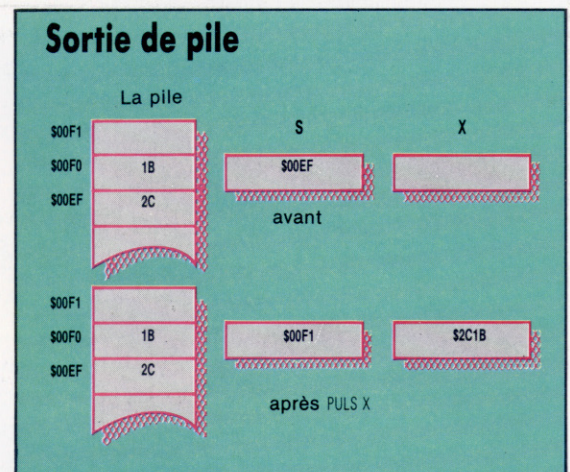 Sortie de pile
La pile
S X
$00F1
$00F0 1B $00EF
$00EF 2C
avant
$00F1
$00F0 1B $00F1 $2C1B
$00EF 2C
après PULS X